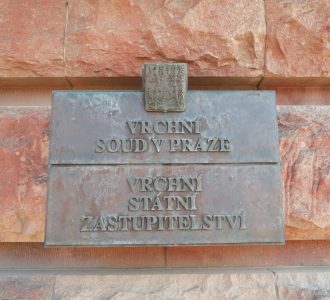 VRCHNÍ
SOUD V PRAZE
VRCHNÍ
STÁTNÍ
ZASTUPITELSTVÍ